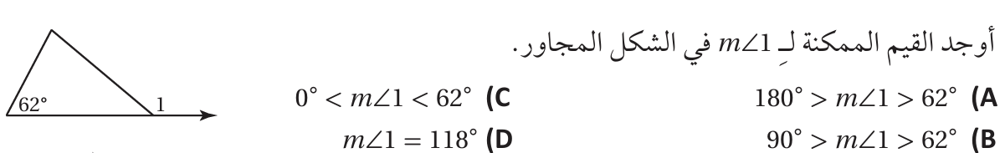 أوجد القيم الممكنة لـِ m∠1 في الشكل المجاور.
180° > m∠1 > 62° (A
0° < m∠1 < 62° (C
90° > m∠1 > 62° (B
m∠1 = 118° (D
62° 1